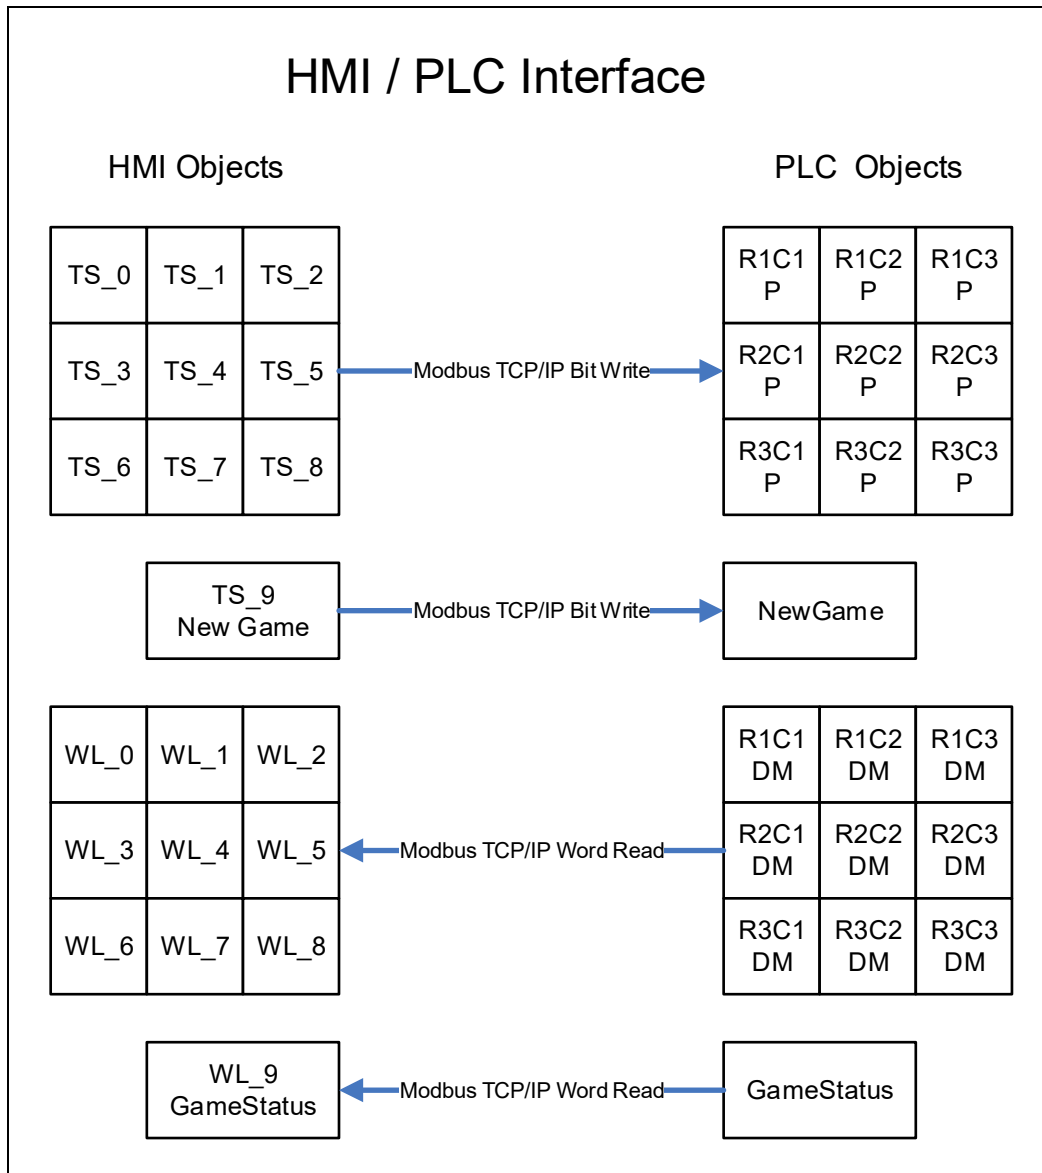 HMI / PLC Interface
HMI Objects
PLC Objects
TS_0 TS_1 TS_2
R1C1 R1C2 R1C3
P P P
TS_3 TS_4 TS_5
Modbus TCP/IP Bit Write
R2C1 R2C2 R2C3
P P P
TS_6 TS_7 TS_8
R3C1 R3C2 R3C3
P P P
TS_9
New Game
Modbus TCP/IP Bit Write
NewGame
WL_0 WL_1 WL_2
R1C1 R1C2 R1C3
DM DM DM
WL_3 WL_4 WL_5
Modbus TCP/IP Word Read
R2C1 R2C2 R2C3
DM DM DM
WL_6 WL_7 WL_8
R3C1 R3C2 R3C3
DM DM DM
WL_9
GameStatus
Modbus TCP/IP Word Read
GameStatus